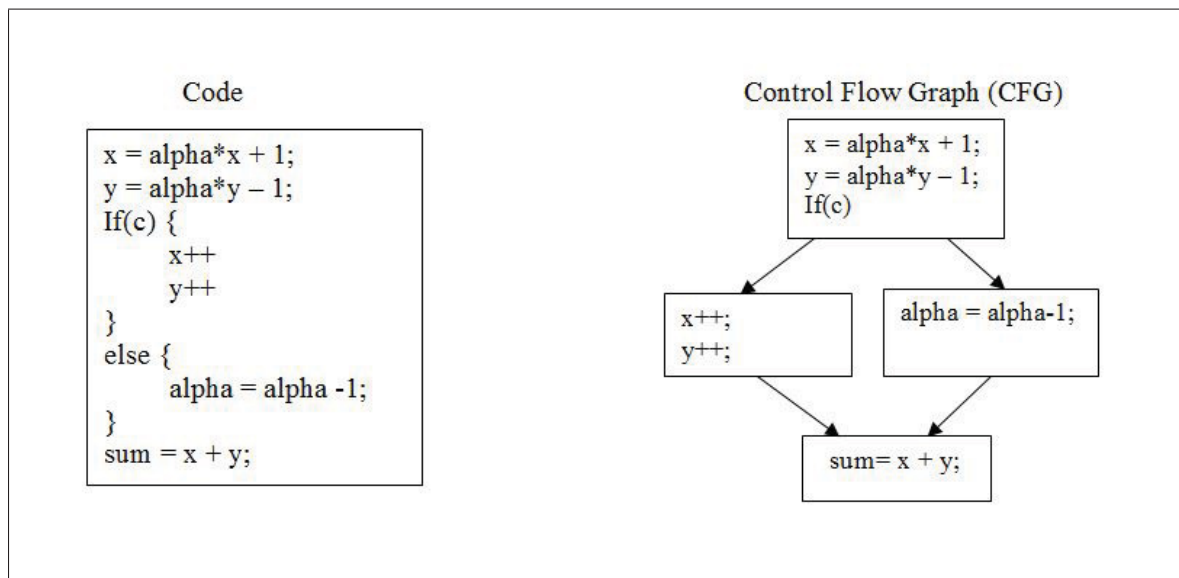 Code
x = alpha*x + 1;
y = alpha*y – 1;
If(c) {
x++
y++
}
else {
alpha = alpha -1;
}
sum = x + y;
Control Flow Graph (CFG)
x = alpha*x + 1;
y = alpha*y – 1;
If(c)
x++;
y++;
alpha = alpha-1;
sum= x + y;